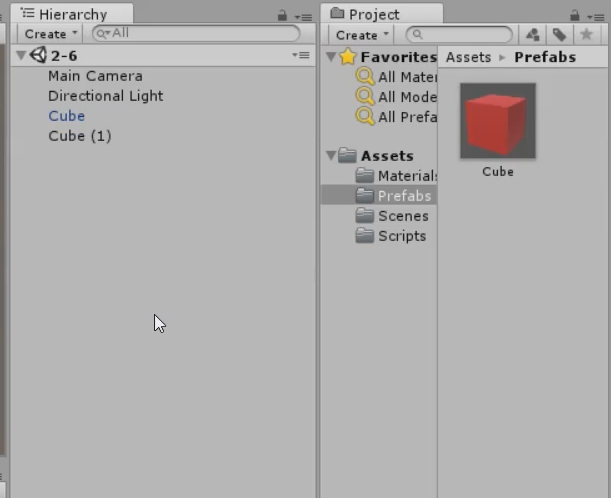 Hierarchy
Create
All
2-6
Main Camera
Directional Light
Cube
Cube (1)
Project
Create
Favorites
All Mater
All Mode
All Prefa
Assets
Materials
Prefabs
Scenes
Scripts
Assets ▸ Prefabs
Cube